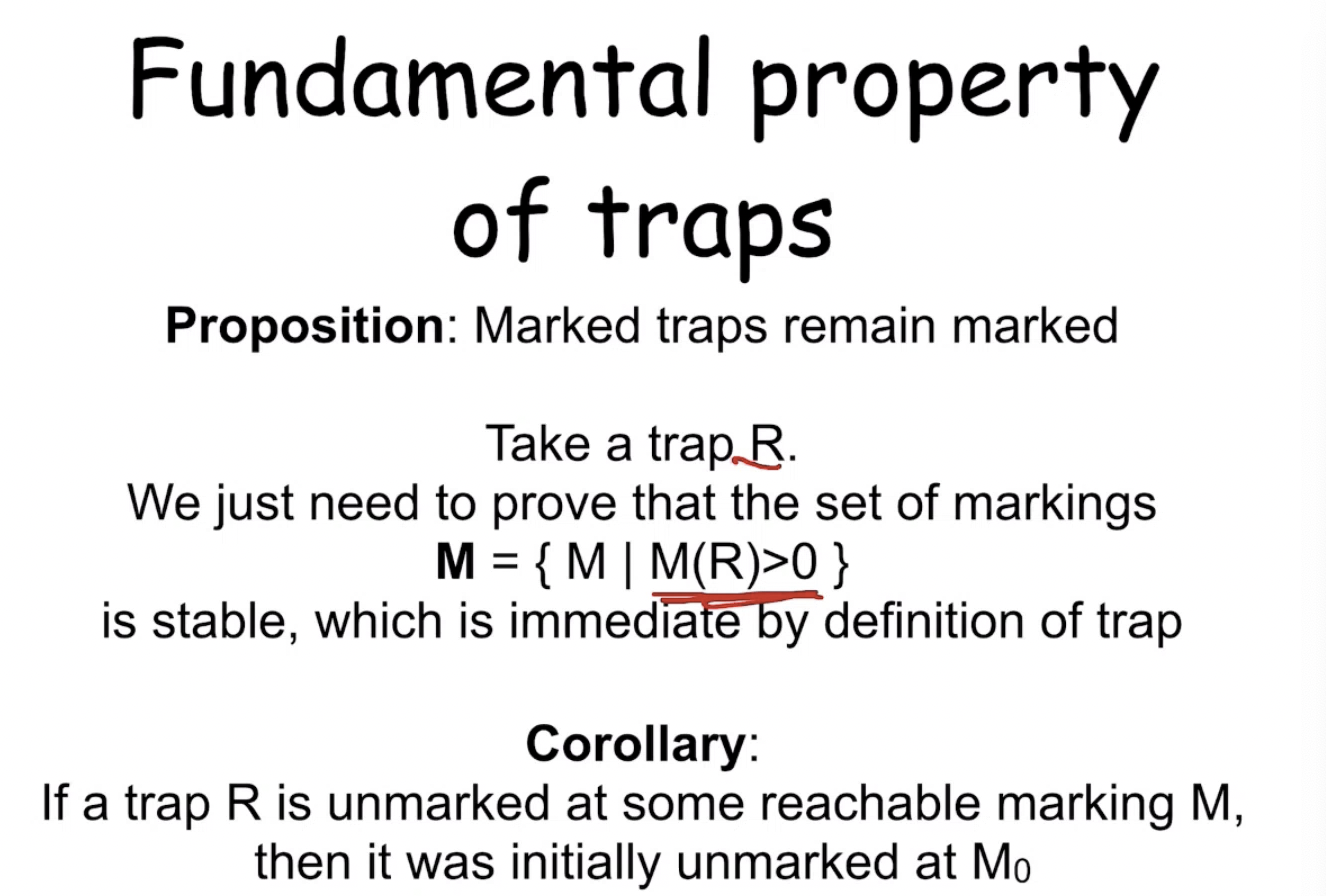 Fundamental property
of traps
Proposition: Marked traps remain marked
Take a trap R.
We just need to prove that the set of markings
M = { M | M(R)>0 }
is stable, which is immediate by definition of trap
Corollary:
If a trap R is unmarked at some reachable marking M,
then it was initially unmarked at M₀